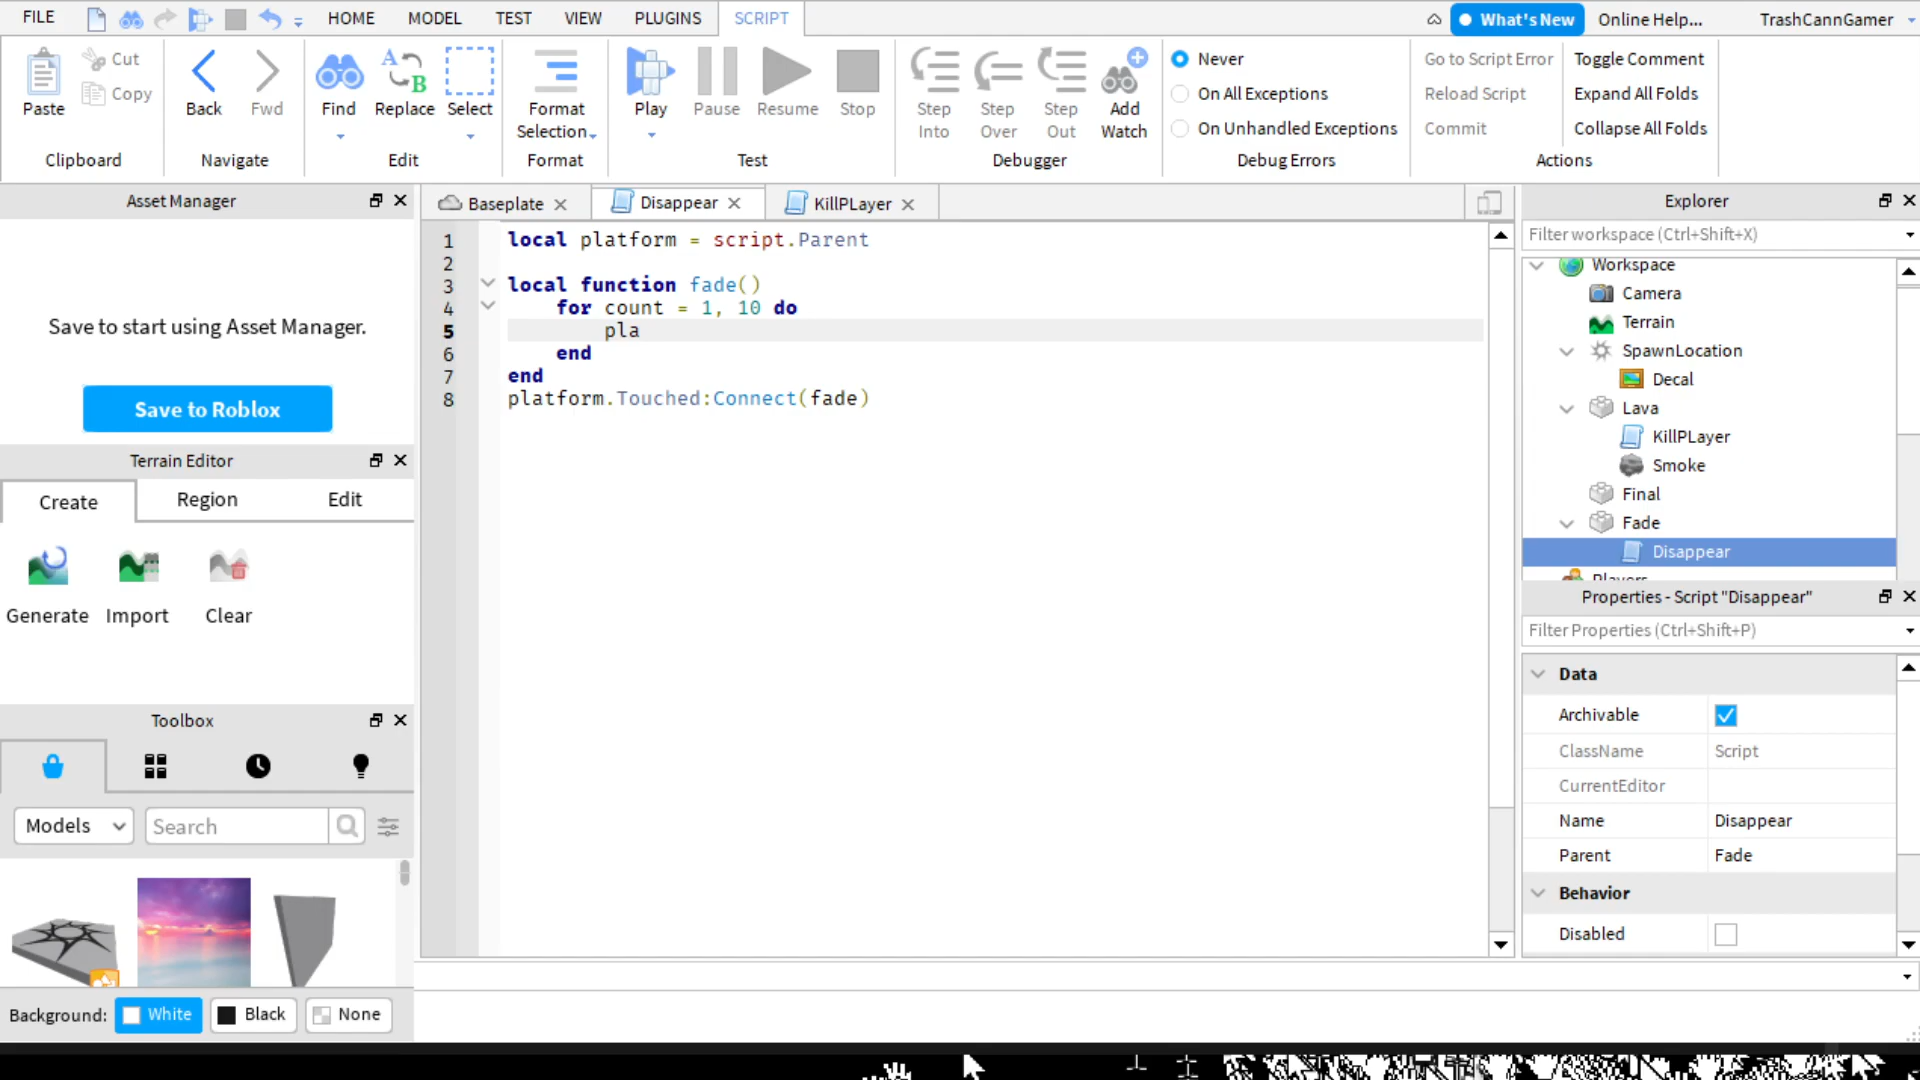 FILE
HOME
MODEL
TEST
VIEW
PLUGINS
SCRIPT
What's New
Online Help...
TrashCannGamer
Paste
Cut
Copy
Clipboard
Back
Fwd
Navigate
Find
Replace
Select
Edit
Format
Selection
Format
Play
Pause
Resume
Stop
Test
Step
Into
Step
Over
Step
Out
Add
Watch
Debugger
Never
On All Exceptions
On Unhandled Exceptions
Debug Errors
Go to Script Error
Reload Script
Commit
Toggle Comment
Expand All Folds
Collapse All Folds
Actions
Asset Manager
Save to start using Asset Manager.
Save to Roblox
Terrain Editor
Create
Region
Edit
Generate
Import
Clear
Toolbox
Models
Search
Background:
White
Black
None
Baseplate
Disappear
KillPLayer
1 local platform = script.Parent
2
3 local function fade()
4 for count = 1, 10 do
5 pla
6 end
7 end
8 platform.Touched:Connect(fade)
Explorer
Filter workspace (Ctrl+Shift+X)
Workspace
Camera
Terrain
SpawnLocation
Decal
Lava
KillPLayer
Smoke
Final
Fade
Disappear
Players
Properties - Script "Disappear"
Filter Properties (Ctrl+Shift+P)
Data
Archivable
ClassName Script
CurrentEditor
Name Disappear
Parent Fade
Behavior
Disabled